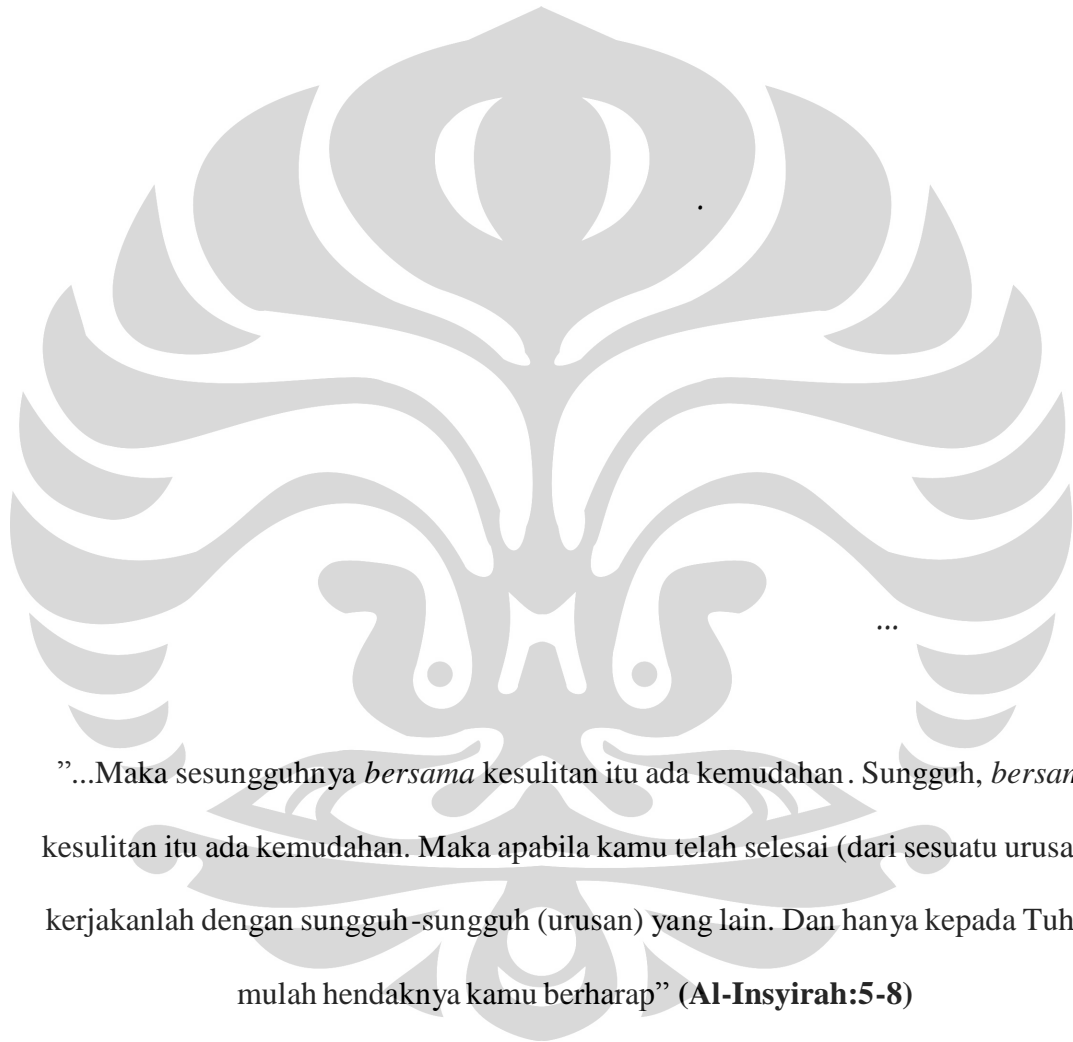 .
...
”...Maka sesungguhnya bersama kesulitan itu ada kemudahan. Sungguh, bersam
kesulitan itu ada kemudahan. Maka apabila kamu telah selesai (dari sesuatu urusa
kerjakanlah dengan sungguh-sungguh (urusan) yang lain. Dan hanya kepada Tuh
mulah hendaknya kamu berharap” (Al-Insyirah:5-8)